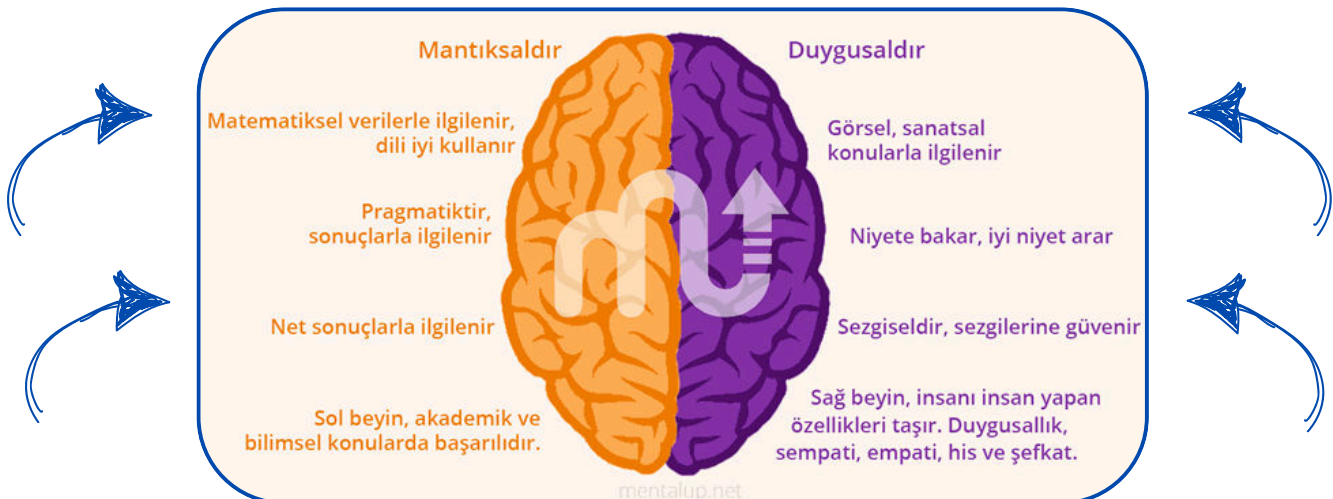 Mantıksaldır
Matematiksel verilerle ilgilenir,
dili iyi kullanır
Pragmatiktir,
sonuçlarla ilgilenir
Net sonuçlarla ilgilenir
Sol beyin, akademik ve
bilimsel konularda başarılıdır.
Duygusaldır
Görsel, sanatsal
konularla ilgilenir
Niyete bakar, iyi niyet arar
Sezgiseldir, sezgilerine güvenir
Sağ beyin, insanı insan yapan
özellikleri taşır. Duygusallık,
sempati, empati, his ve şefkat.
mentalup.net